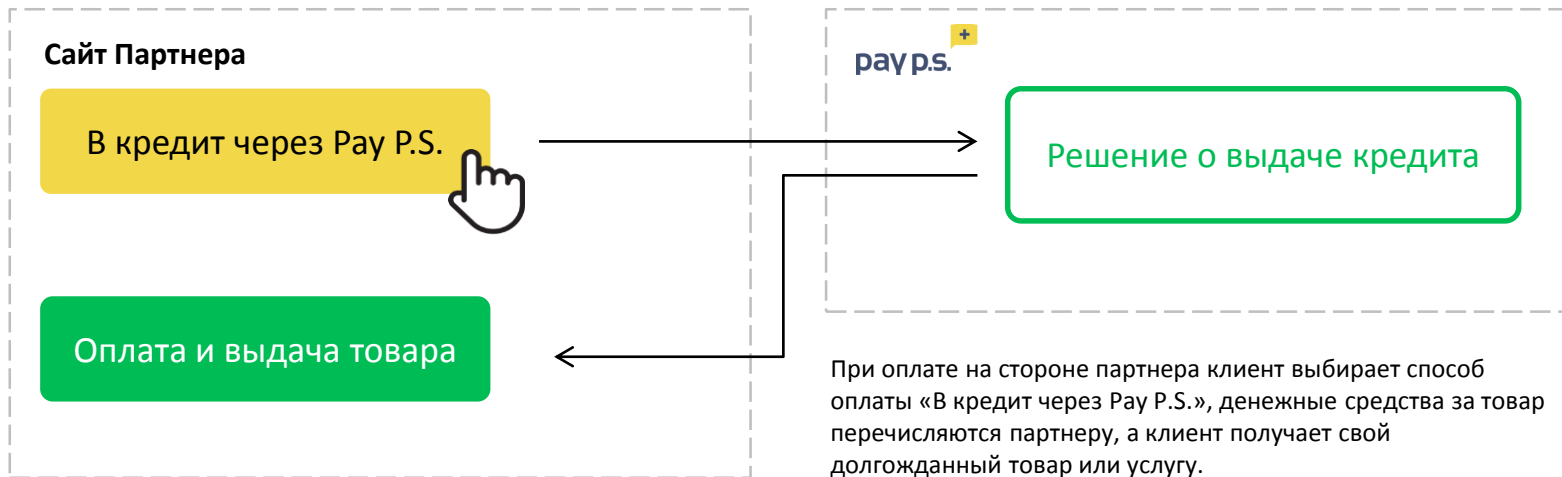 Сайт Партнера
В кредит через Pay P.S.
Оплата и выдача товара
+
pay p.s.
Решение о выдаче кредита
При оплате на стороне партнера клиент выбирает способ
оплаты «В кредит через Pay P.S.», денежные средства за товар
перечисляются партнеру, а клиент получает свой
долгожданный товар или услугу.